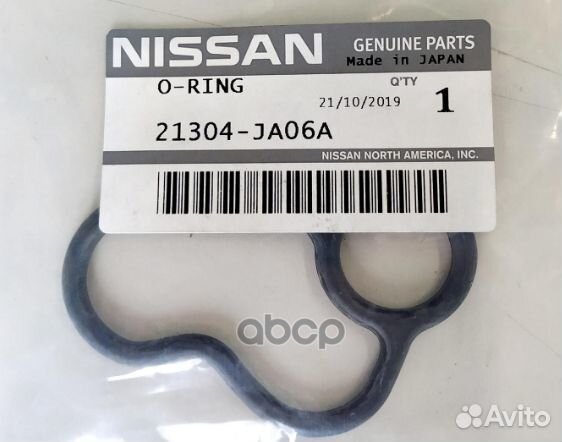 NISSAN
GENUINE PARTS
Made in JAPAN
O-RING
Q'TY
21/10/2019
1
21304-JA06A
NISSAN NORTH AMERICA, INC.
abcp
Avito